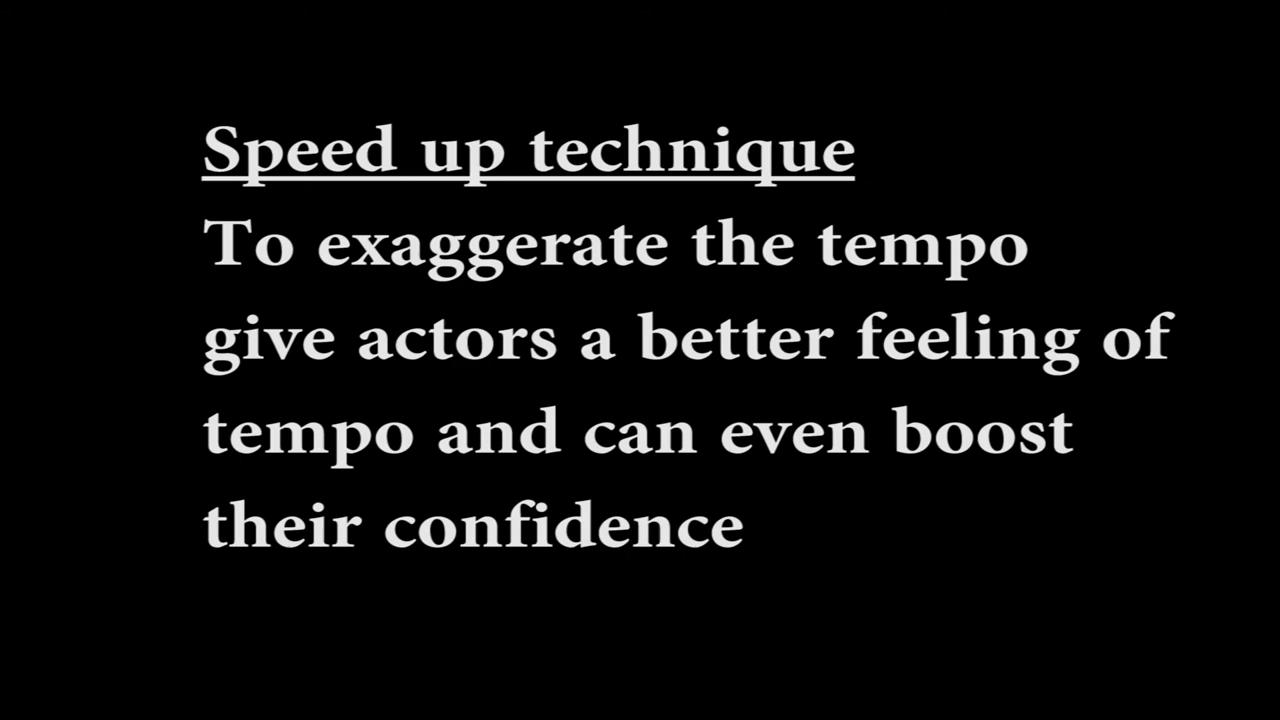 Speed up technique
To exaggerate the tempo
give actors a better feeling of
tempo and can even boost
their confidence